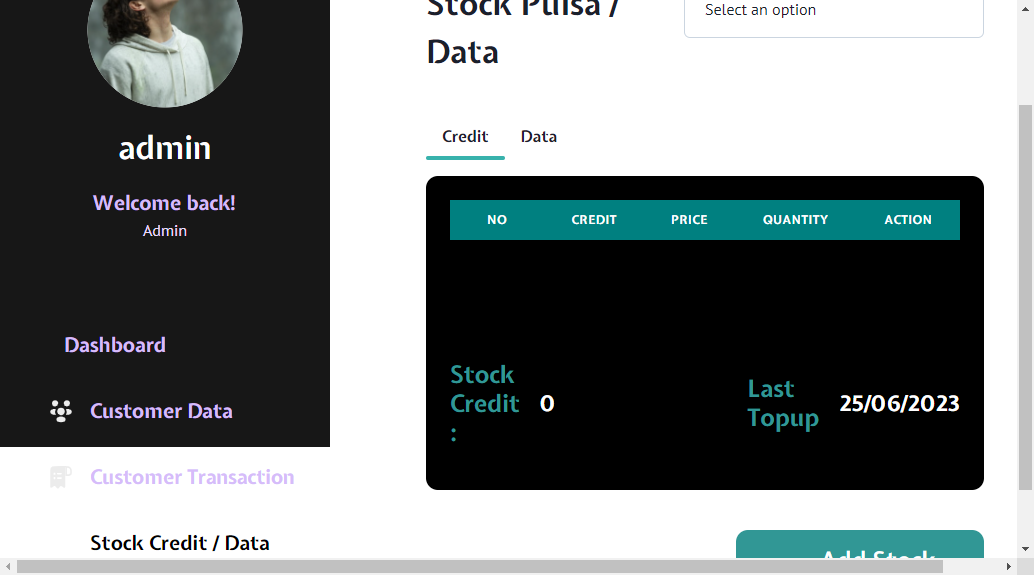 Stock Pulsa /
Data
Select an option
admin
Welcome back!
Admin
Dashboard
Customer Data
Customer Transaction
Stock Credit / Data
Credit Data
NO CREDIT PRICE QUANTITY ACTION
Stock
Credit
:
0
Last
Topup
25/06/2023
Add Stock